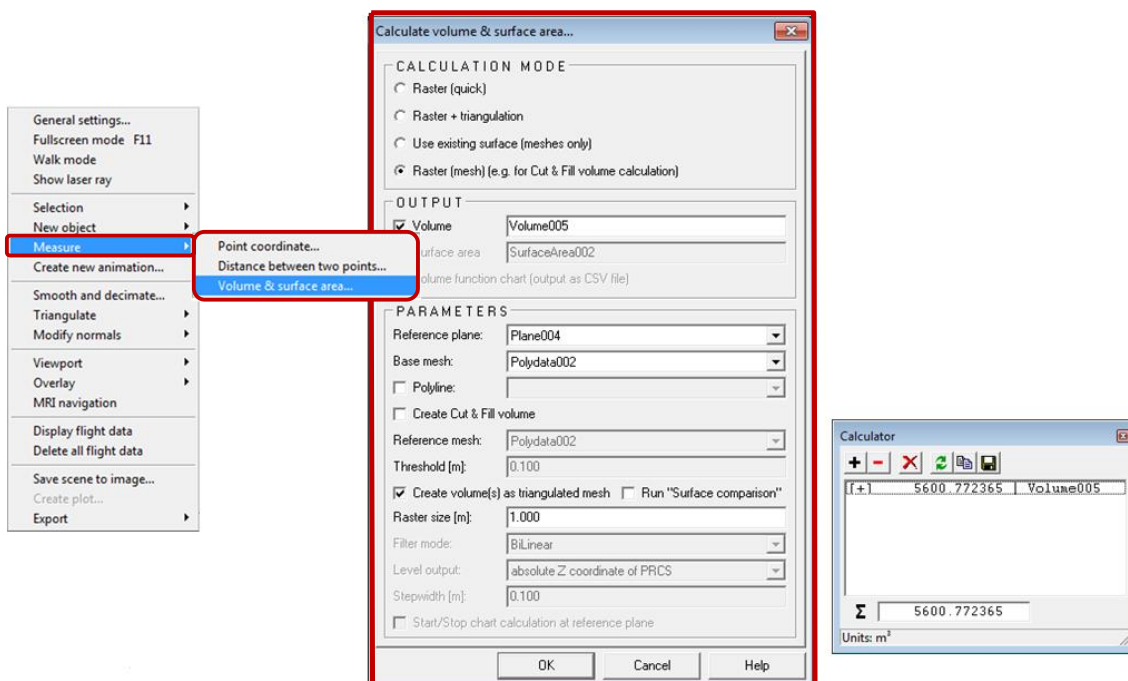 General settings...
Fullscreen mode F11
Walk mode
Show laser ray
Selection
New object
Measure
Create new animation...
Smooth and decimate...
Triangulate
Modify normals
Viewport
Overlay
MRI navigation
Display flight data
Delete all flight data
Save scene to image...
Create plot...
Export
Point coordinate...
Distance between two points...
Volume & surface area...
Calculate volume & surface area...
CALCULATION MODE
Raster (quick)
Raster + triangulation
Use existing surface (meshes only)
Raster (mesh) (e.g. for Cut & Fill volume calculation)
OUTPUT
Volume Volume005
urface area SurfaceArea002
olume function chart (output as CSV file)
PARAMETERS
Reference plane: Plane004
Base mesh: Polydata002
Polyline:
Create Cut & Fill volume
Reference mesh: Polydata002
Threshold [m]: 0.100
Create volume(s) as triangulated mesh Run "Surface comparison"
Raster size [m]: 1.000
Filter mode: BiLinear
Level output: absolute Z coordinate of PRCS
Stepwidth [m]: 0.100
Start/Stop chart calculation at reference plane
OK Cancel Help
Calculator
[+] 5600.772365 | Volume005
Σ 5600.772365
Units: m³